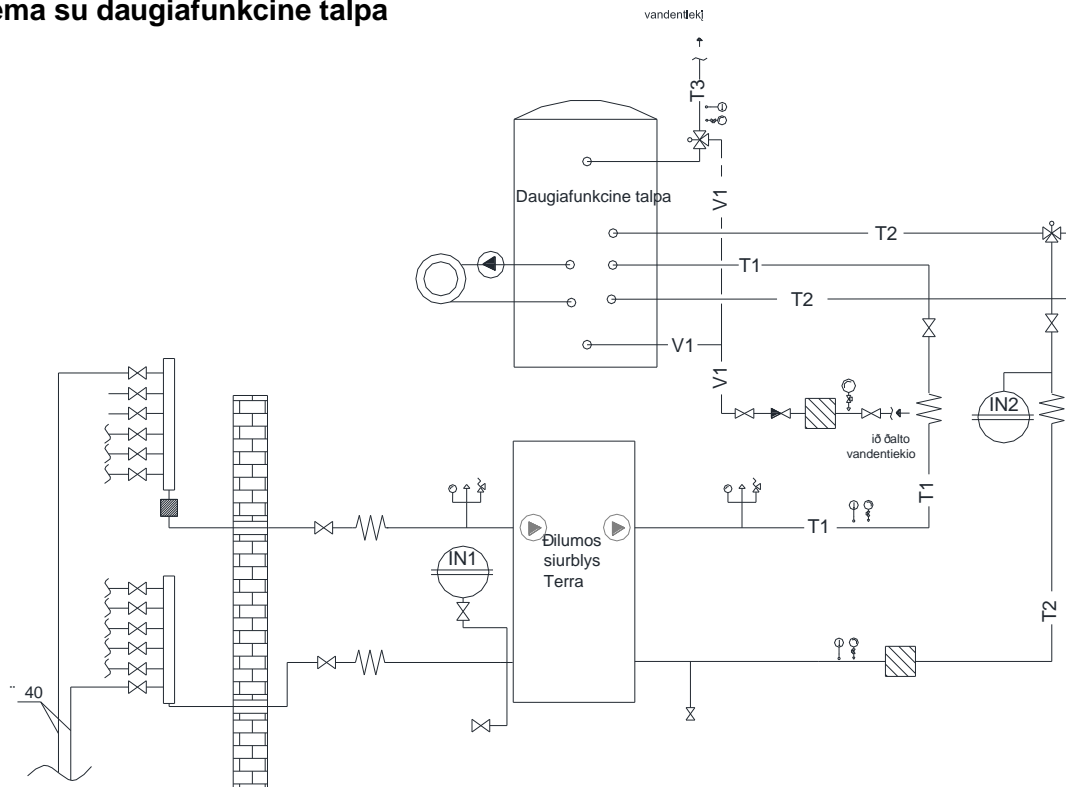 ema su daugiafunkcine talpa
vandentiekį
T3
Daugiafunkcine talpa
V1
T2
T1
T2
V1
V1
IN2
ið ðalto
vandentiekio
T1
T1
IN1
Ðilumos
siurblys
Terra
T2
¨ 40